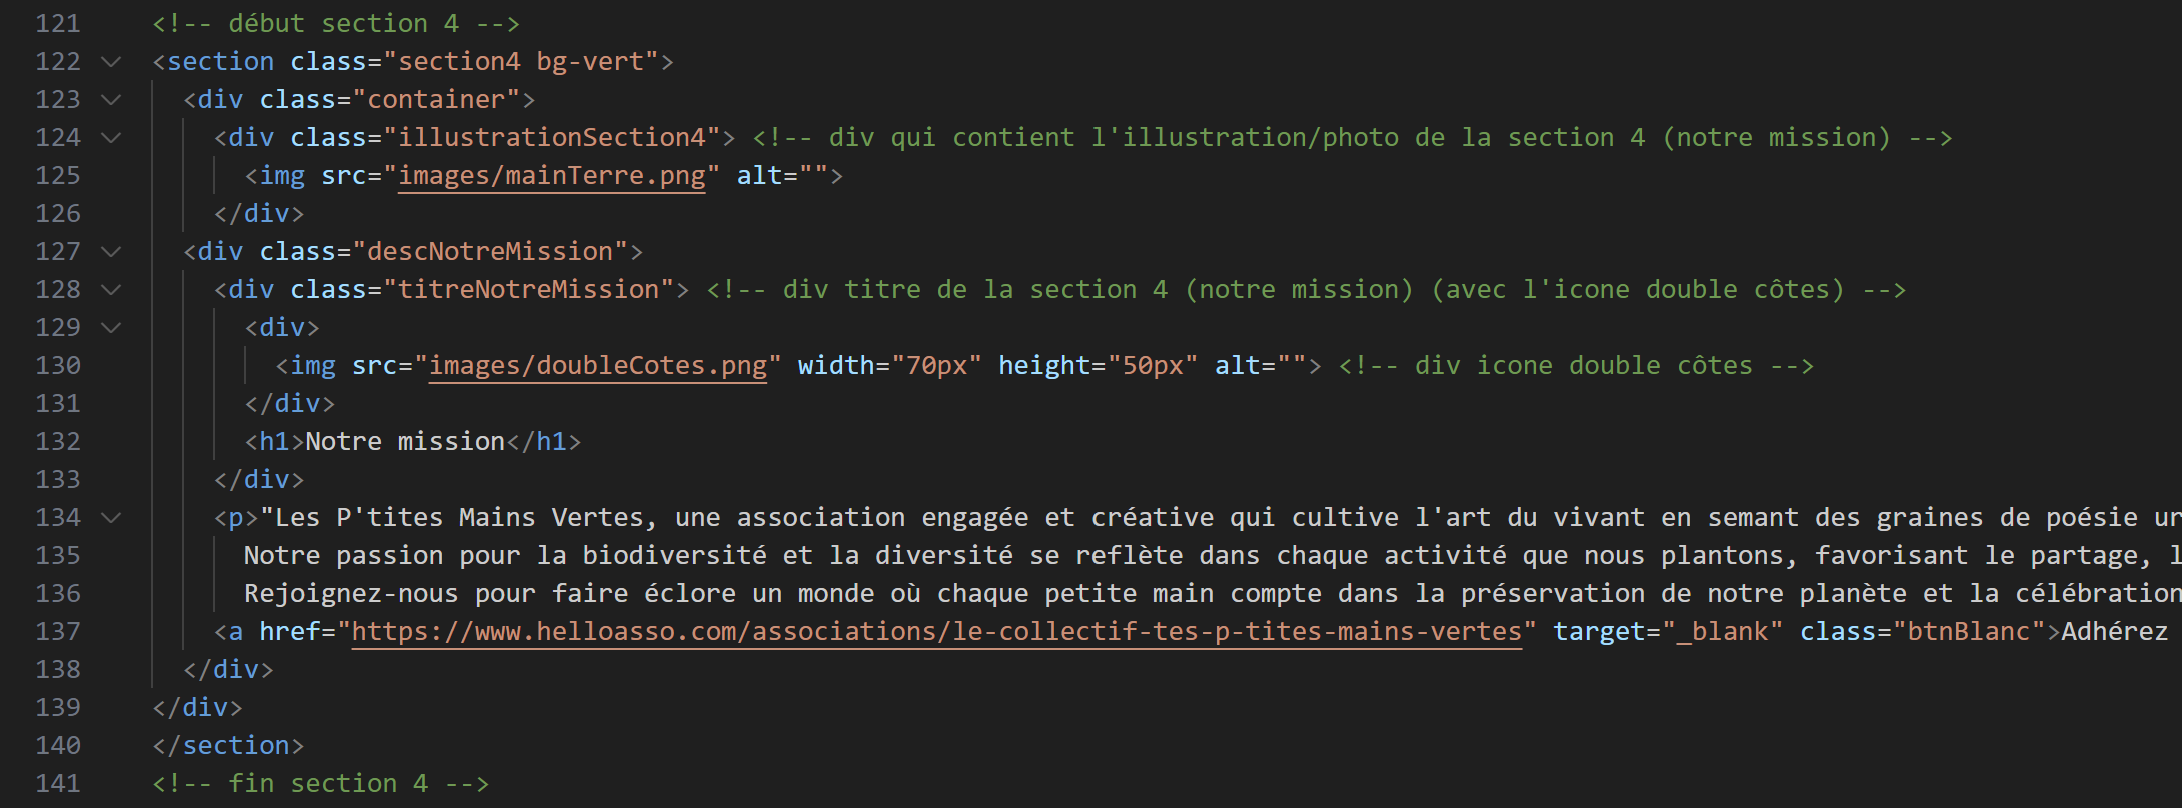 121 <!-- début section 4 -->
122 <section class="section4 bg-vert">
123 <div class="container">
124 <div class="illustrationSection4"> <!-- div qui contient l'illustration/photo de la section 4 (notre mission) -->
125 <img src="images/mainTerre.png" alt="">
126 </div>
127 <div class="descNotreMission">
128 <div class="titreNotreMission"> <!-- div titre de la section 4 (notre mission) (avec l'icone double côtes) -->
129 <div>
130 <img src="images/doubleCotes.png" width="70px" height="50px" alt=""> <!-- div icone double côtes -->
131 </div>
132 <h1>Notre mission</h1>
133 </div>
134 <p>"Les P'tites Mains Vertes, une association engagée et créative qui cultive l'art du vivant en semant des graines de poésie ur
135 Notre passion pour la biodiversité et la diversité se reflète dans chaque activité que nous plantons, favorisant le partage, l
136 Rejoignez-nous pour faire éclore un monde où chaque petite main compte dans la préservation de notre planète et la célébration
137 <a href="https://www.helloasso.com/associations/le-collectif-tes-p-tites-mains-vertes" target="_blank" class="btnBlanc">Adhérez
138 </div>
139 </div>
140 </section>
141 <!-- fin section 4 -->